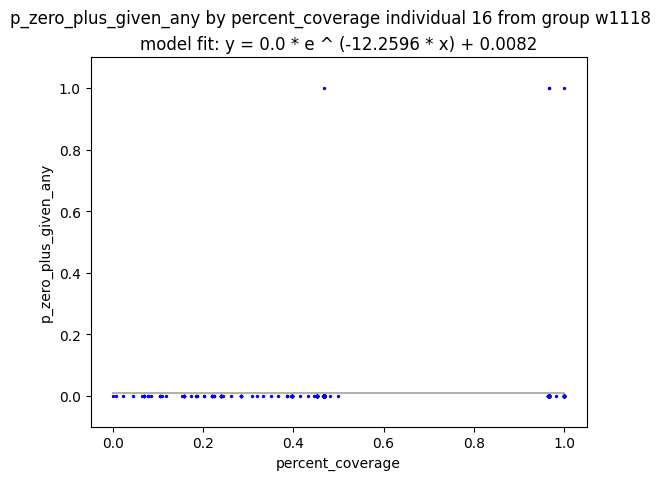 p_zero_plus_given_any by percent_coverage individual 16 from group w1118
model fit: y = 0.0 * e ^ (-12.2596 * x) + 0.0082
1.0
0.8
0.6
0.4
0.2
0.0
p_zero_plus_given_any
0.0 0.2 0.4 0.6 0.8 1.0
percent_coverage